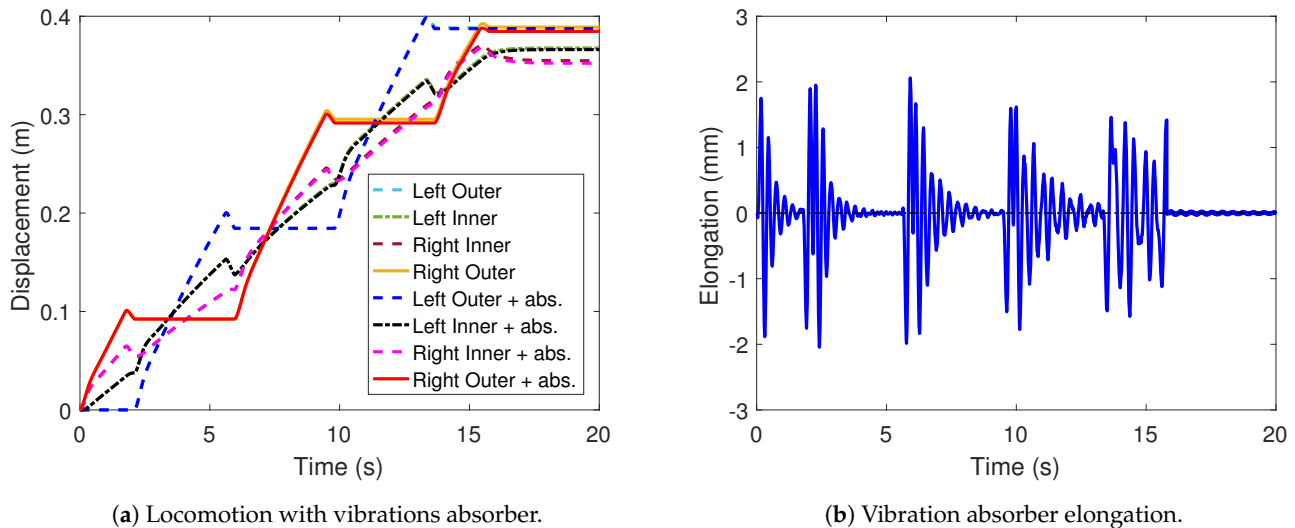 0.4
0.3
0.2
0.1
0
Displacement (m)
0 5 10 15 20
Time (s)
Left Outer
Left Inner
Right Inner
Right Outer
Left Outer + abs.
Left Inner + abs.
Right Inner + abs.
Right Outer + abs.
(a) Locomotion with vibrations absorber.
3
2
1
0
-1
-2
-3
Elongation (mm)
0 5 10 15 20
Time (s)
(b) Vibration absorber elongation.